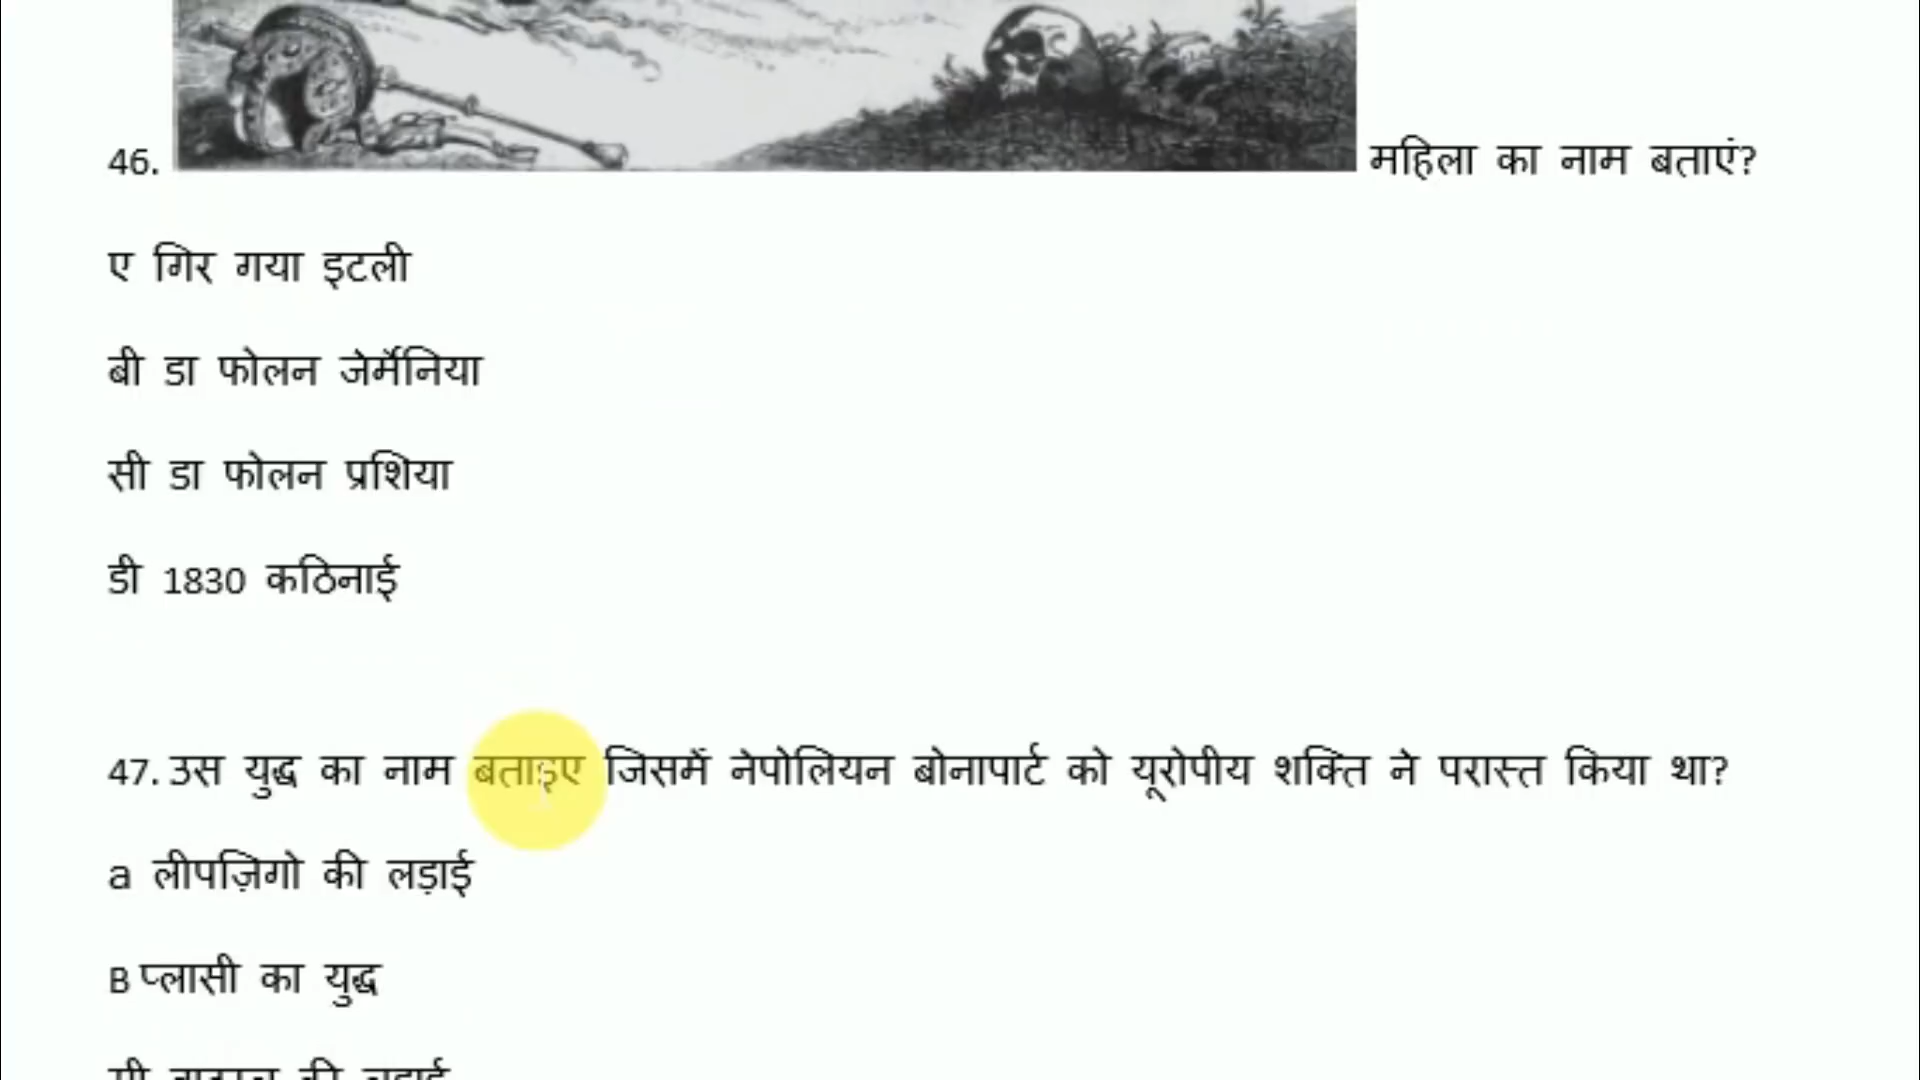 46. महिला का नाम बताएं?
ए गिर गया इटली
बी डा फोलन जेर्मेनिया
सी डा फोलन प्रशिया
डी 1830 कठिनाई
47. उस युद्ध का नाम बताइए जिसमें नेपोलियन बोनापार्ट को यूरोपीय शक्ति ने परास्त किया था?
a लीपज़िगो की लड़ाई
B प्लासी का युद्ध